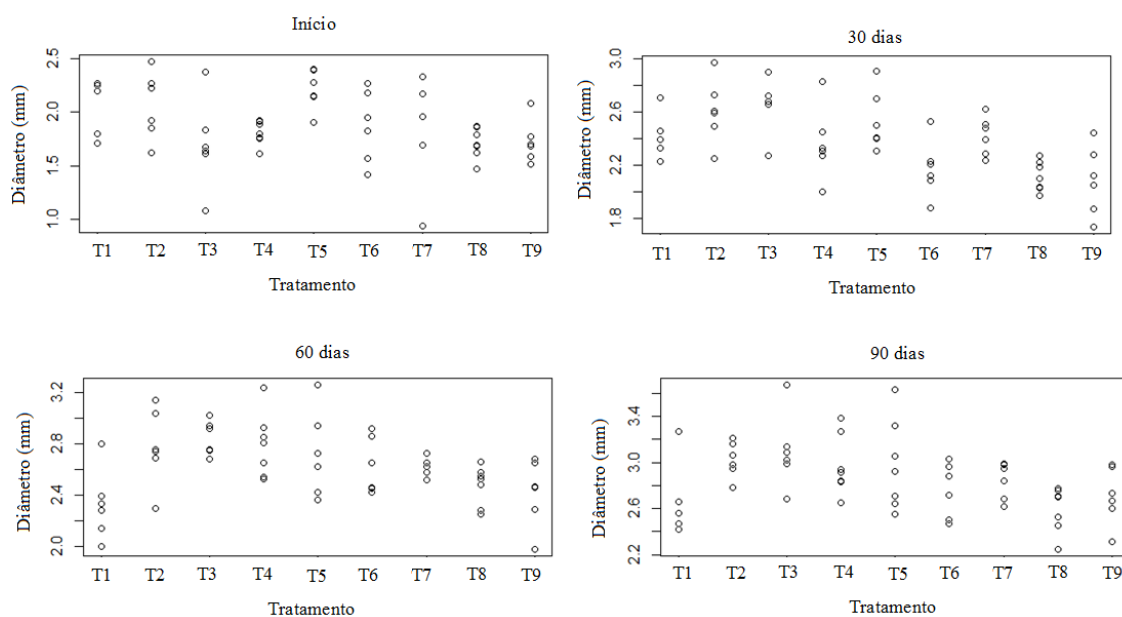 Início
Diâmetro (mm)
2.5
2.0
1.5
1.0
T1 T2 T3 T4 T5 T6 T7 T8 T9
Tratamento
30 dias
Diâmetro (mm)
3.0
2.6
2.2
1.8
T1 T2 T3 T4 T5 T6 T7 T8 T9
Tratamento
60 dias
Diâmetro (mm)
3.2
2.8
2.4
2.0
T1 T2 T3 T4 T5 T6 T7 T8 T9
Tratamento
90 dias
Diâmetro (mm)
3.4
3.0
2.6
2.2
T1 T2 T3 T4 T5 T6 T7 T8 T9
Tratamento